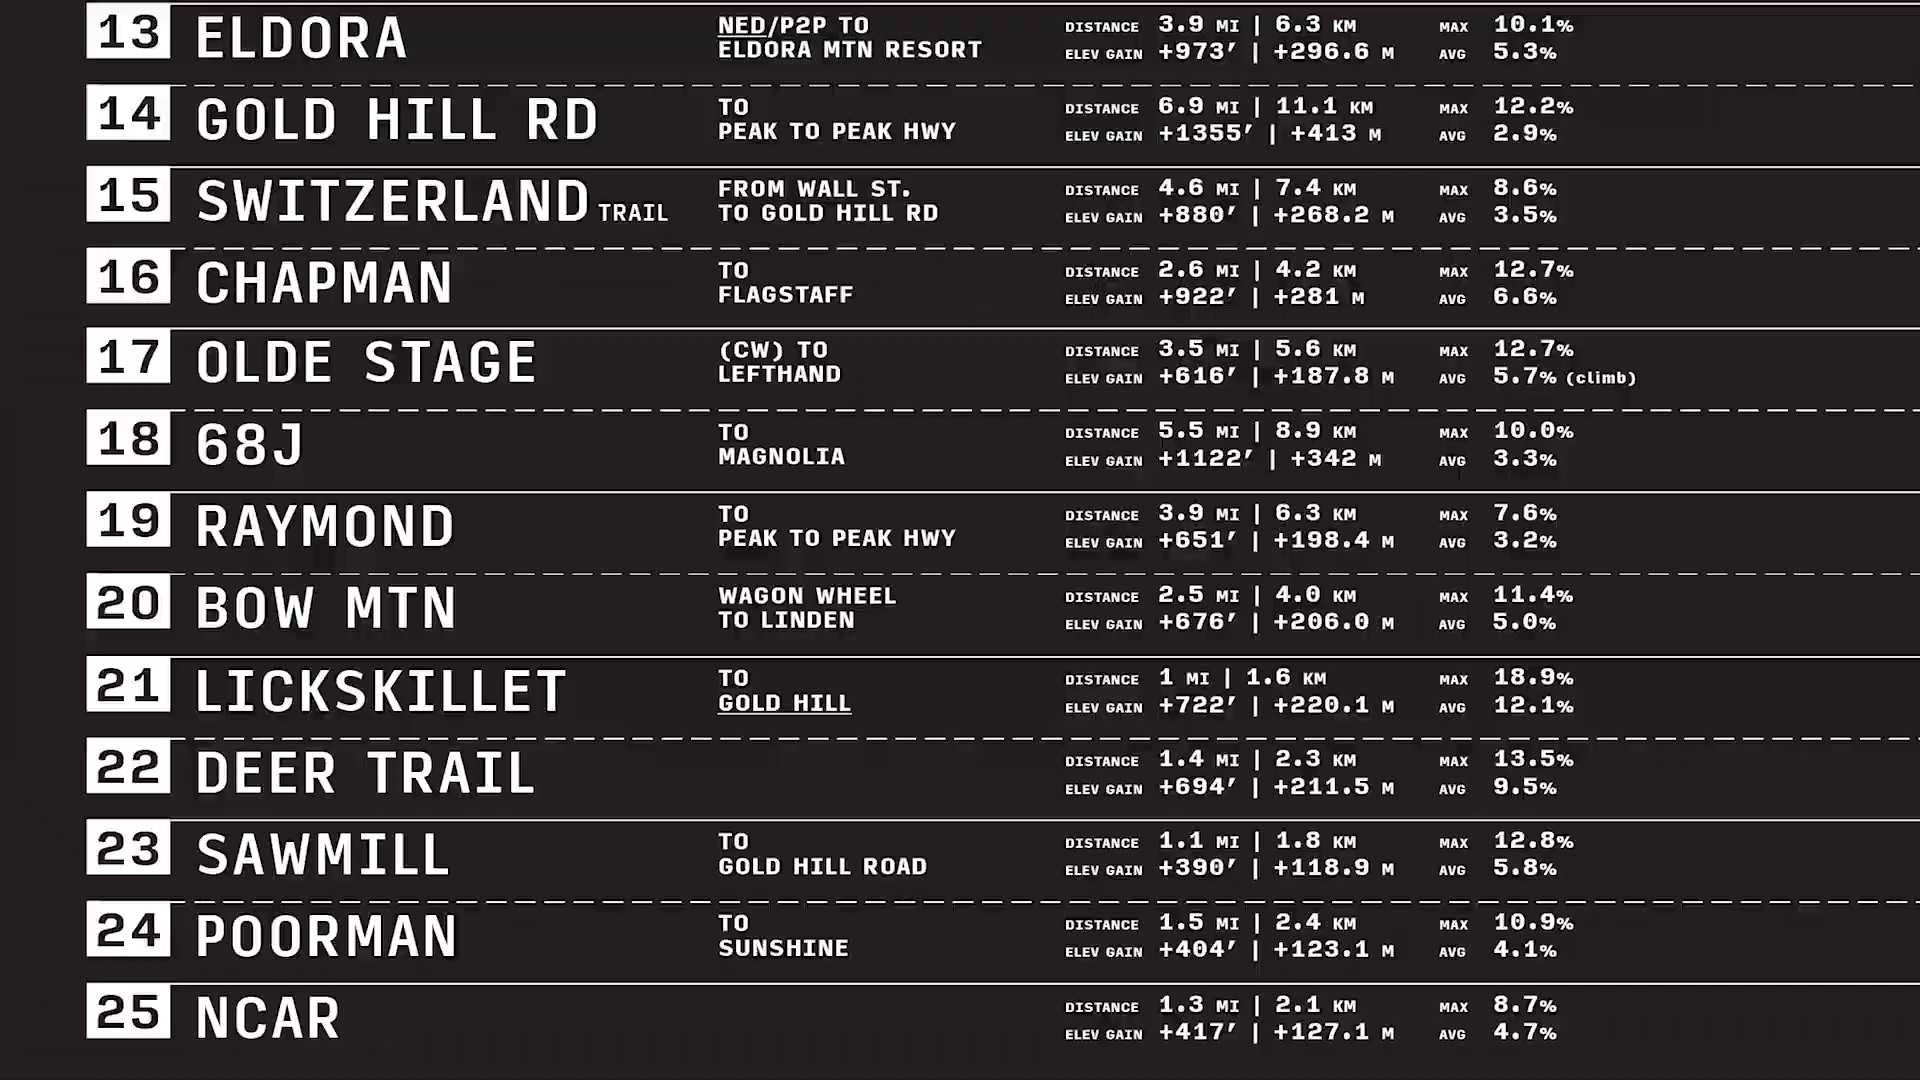 13 ELDORA NED/P2P TO DISTANCE 3.9 MI | 6.3 KM MAX 10.1%
ELDORA MTN RESORT ELEV GAIN +973′ | +296.6 M AVG 5.3%
14 GOLD HILL RD TO DISTANCE 6.9 MI | 11.1 KM MAX 12.2%
PEAK TO PEAK HWY ELEV GAIN +1355′ | +413 M AVG 2.9%
15 SWITZERLAND TRAIL FROM WALL ST. DISTANCE 4.6 MI | 7.4 KM MAX 8.6%
TO GOLD HILL RD ELEV GAIN +880′ | +268.2 M AVG 3.5%
16 CHAPMAN TO DISTANCE 2.6 MI | 4.2 KM MAX 12.7%
FLAGSTAFF ELEV GAIN +922′ | +281 M AVG 6.6%
17 OLDE STAGE (CW) TO DISTANCE 3.5 MI | 5.6 KM MAX 12.7%
LEFTHAND ELEV GAIN +616′ | +187.8 M AVG 5.7% (climb)
18 68J TO DISTANCE 5.5 MI | 8.9 KM MAX 10.0%
MAGNOLIA ELEV GAIN +1122′ | +342 M AVG 3.3%
19 RAYMOND TO DISTANCE 3.9 MI | 6.3 KM MAX 7.6%
PEAK TO PEAK HWY ELEV GAIN +651′ | +198.4 M AVG 3.2%
20 BOW MTN WAGON WHEEL DISTANCE 2.5 MI | 4.0 KM MAX 11.4%
TO LINDEN ELEV GAIN +676′ | +206.0 M AVG 5.0%
21 LICKSKILLET TO DISTANCE 1 MI | 1.6 KM MAX 18.9%
GOLD HILL ELEV GAIN +722′ | +220.1 M AVG 12.1%
22 DEER TRAIL DISTANCE 1.4 MI | 2.3 KM MAX 13.5%
ELEV GAIN +694′ | +211.5 M AVG 9.5%
23 SAWMILL TO DISTANCE 1.1 MI | 1.8 KM MAX 12.8%
GOLD HILL ROAD ELEV GAIN +390′ | +118.9 M AVG 5.8%
24 POORMAN TO DISTANCE 1.5 MI | 2.4 KM MAX 10.9%
SUNSHINE ELEV GAIN +404′ | +123.1 M AVG 4.1%
25 NCAR DISTANCE 1.3 MI | 2.1 KM MAX 8.7%
ELEV GAIN +417′ | +127.1 M AVG 4.7%